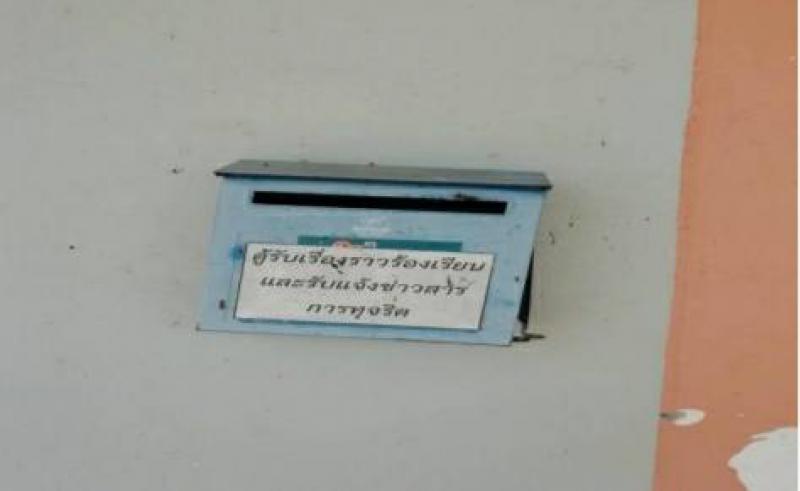 ตู้รับเรื่องราวร้องเรียน
และรับแจ้งข่าวสาร
การทุจริต